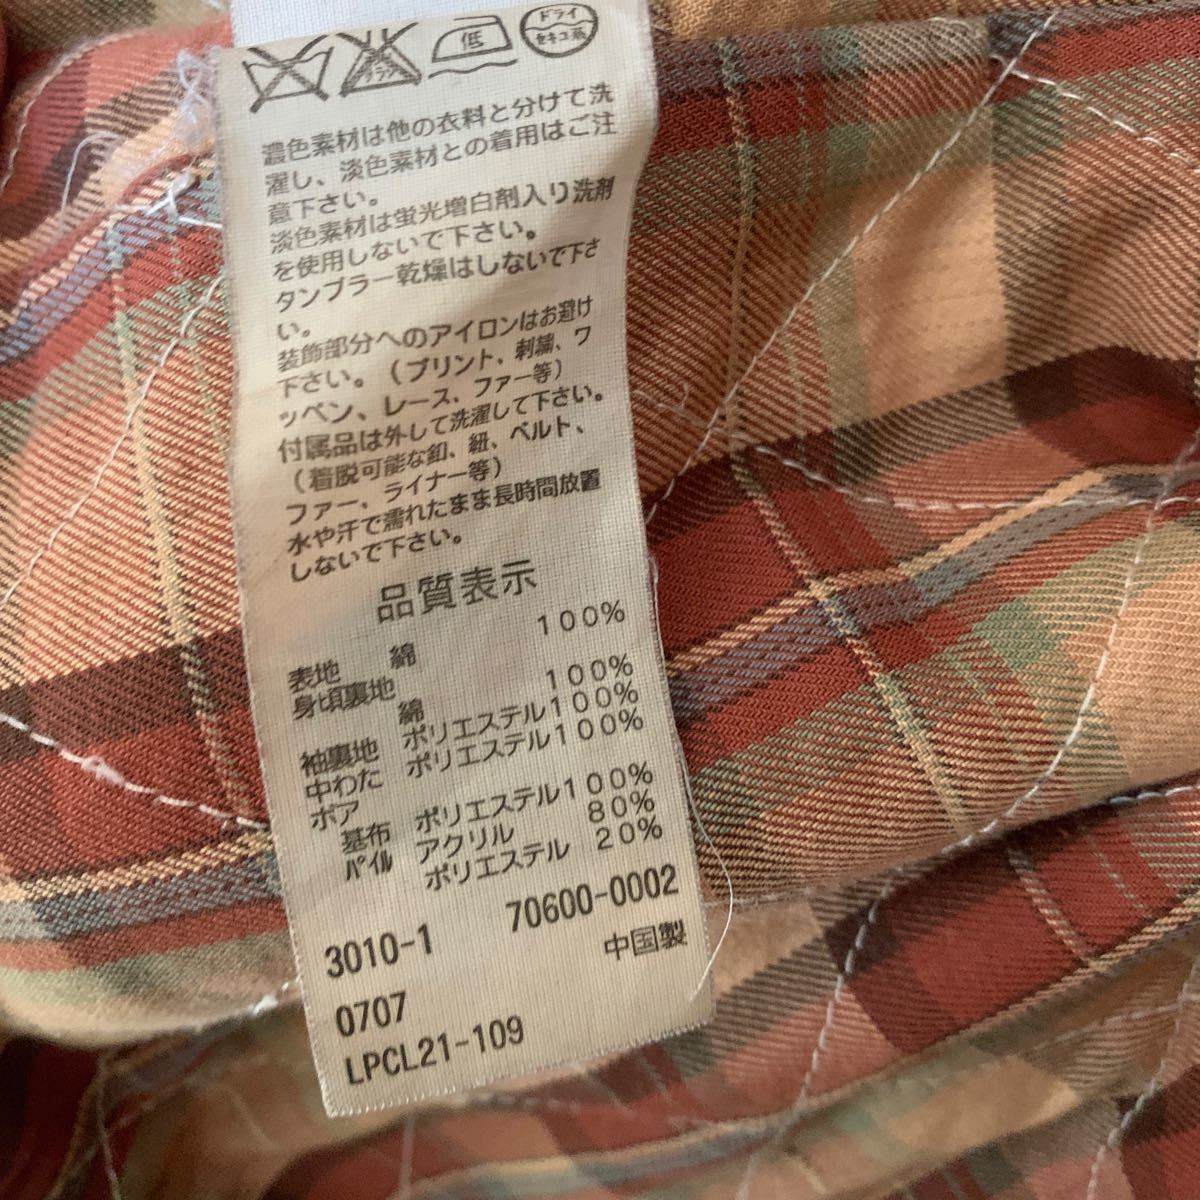 低
ドライ
セキユ系
濃色素材は他の衣料と分けて洗
濯し、淡色素材との着用はご注
意下さい。
淡色素材は蛍光増白剤入り洗剤
を使用しないで下さい。
タンブラー乾燥はしないで下さ
い。
装飾部分へのアイロンはお避け
下さい。(プリント、刺繍、ワ
ッペン、レース、ファー等)
付属品は外して洗濯して下さい。
(着脱可能な釦、紐、ベルト、
ファー、ライナー等)
水や汗で濡れたまま長時間放置
しないで下さい。
品質表示
表地 綿 100%
身頃裏地
綿 100%
袖裏地 ポリエステル100%
中わた ポリエステル100%
ボア
基布 ポリエステル100%
パイル アクリル 80%
ポリエステル 20%
3010-1 70600-0002
0707 中国製
LPCL21-109